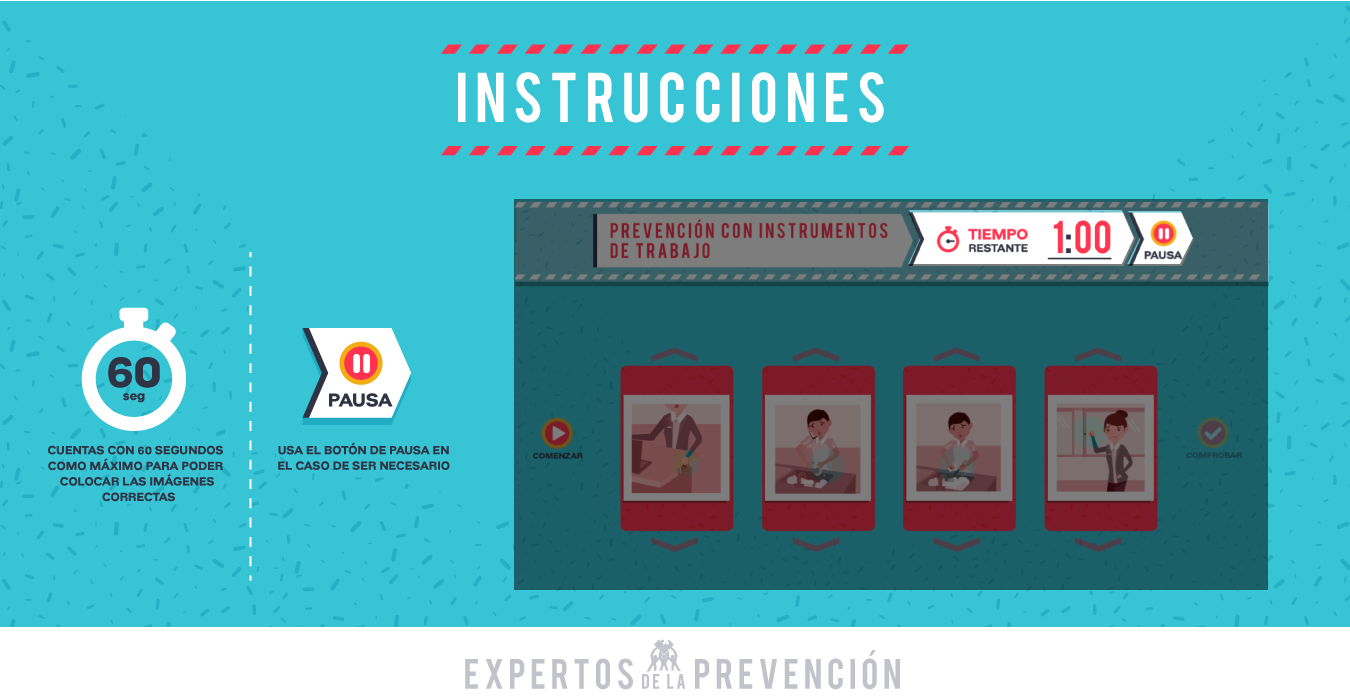 INSTRUCCIONES
60
seg
CUENTAS CON 60 SEGUNDOS
COMO MÁXIMO PARA PODER
COLOCAR LAS IMÁGENES
CORRECTAS
PAUSA
USA EL BOTÓN DE PAUSA EN
EL CASO DE SER NECESARIO
PREVENCIÓN CON INSTRUMENTOS
DE TRABAJO
TIEMPO
RESTANTE
1:00
PAUSA
COMENZAR
COMPROBAR
EXPERTOS DE LA PREVENCIÓN